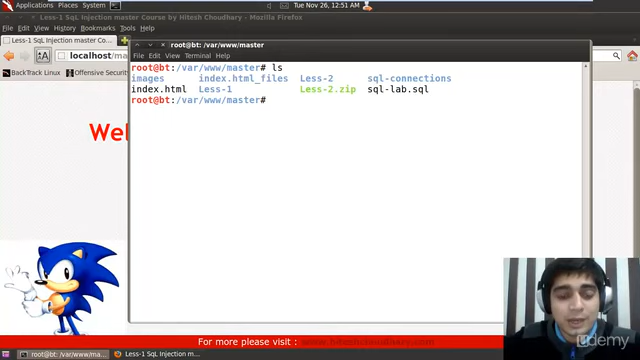 Applications Places System
Tue Nov 26, 12:51 AM
Less-1 SqL Injection master Course by Hitesh Choudhary - Mozilla Firefox
File Edit View History Bookmarks Tools Help
Less-1 SqL Injection master Co...
localhost/ma
BackTrack Linux Offensive Security
root@bt: /var/www/master
File Edit View Terminal Help
root@bt:/var/www/master# ls
images index.html_files Less-2 sql-connections
index.html Less-1 Less-2.zip sql-lab.sql
root@bt:/var/www/master#
Wel
For more please visit : www.hiteshchoudhary.com
udemy
root@bt: /var/www/ma...
Less-1 SqL Injection m...